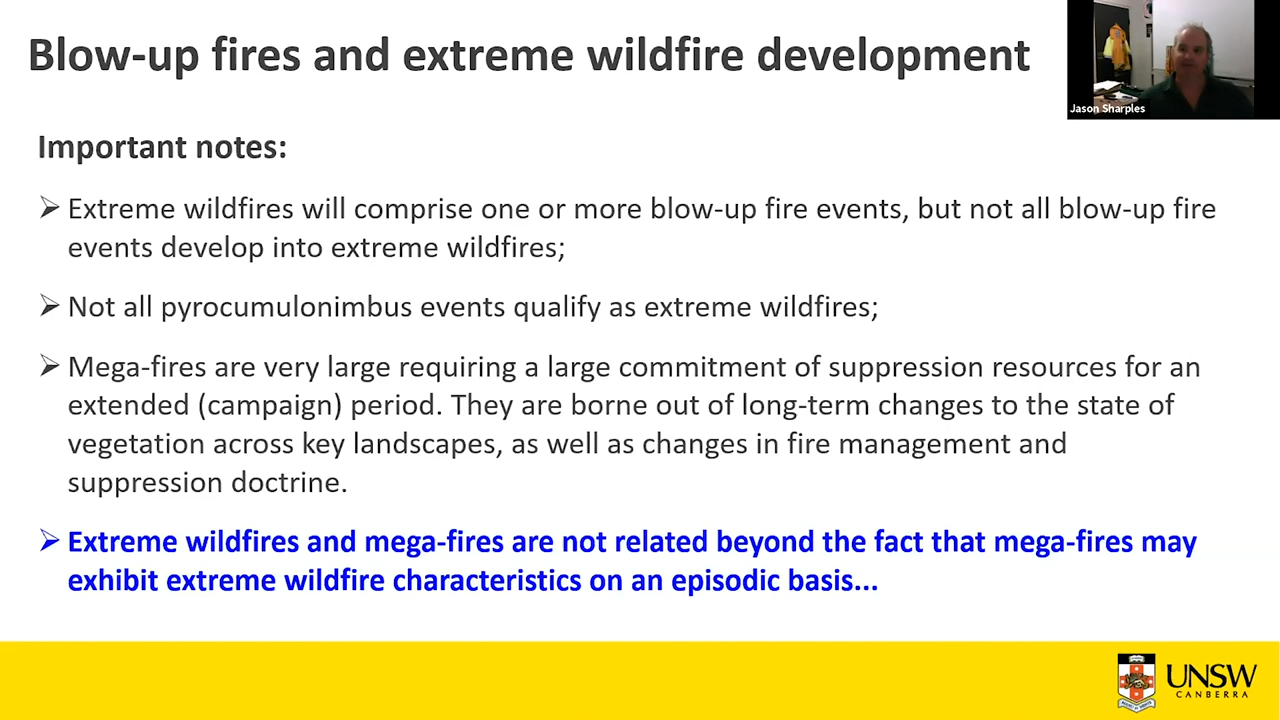 Blow-up fires and extreme wildfire development
Jason Sharples
Important notes:
➢ Extreme wildfires will comprise one or more blow-up fire events, but not all blow-up fire
events develop into extreme wildfires;
➢ Not all pyrocumulonimbus events qualify as extreme wildfires;
➢ Mega-fires are very large requiring a large commitment of suppression resources for an
extended (campaign) period. They are borne out of long-term changes to the state of
vegetation across key landscapes, as well as changes in fire management and
suppression doctrine.
➢ Extreme wildfires and mega-fires are not related beyond the fact that mega-fires may
exhibit extreme wildfire characteristics on an episodic basis...
UNSW
CANBERRA